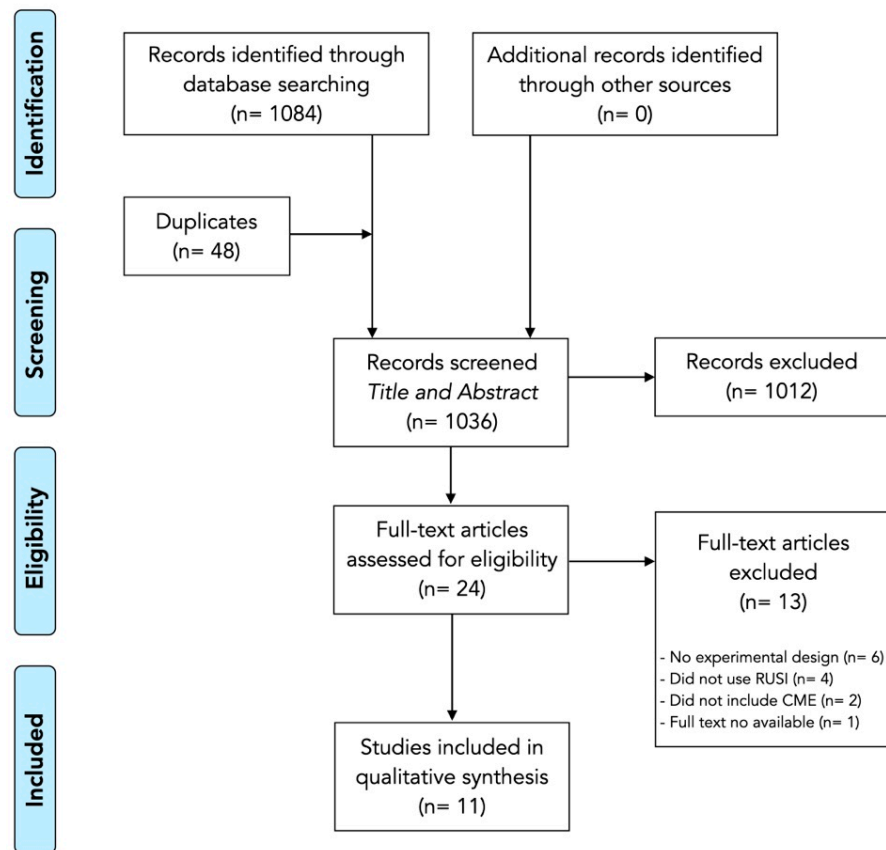 Identification
Records identified through
database searching
(n= 1084)
Additional records identified
through other sources
(n= 0)
Duplicates
(n= 48)
Screening
Records screened
Title and Abstract
(n= 1036)
Records excluded
(n= 1012)
Eligibility
Full-text articles
assessed for eligibility
(n= 24)
Full-text articles
excluded
(n= 13)
- No experimental design (n= 6)
- Did not use RUSI (n= 4)
- Did not include CME (n= 2)
- Full text no available (n= 1)
Included
Studies included in
qualitative synthesis
(n= 11)